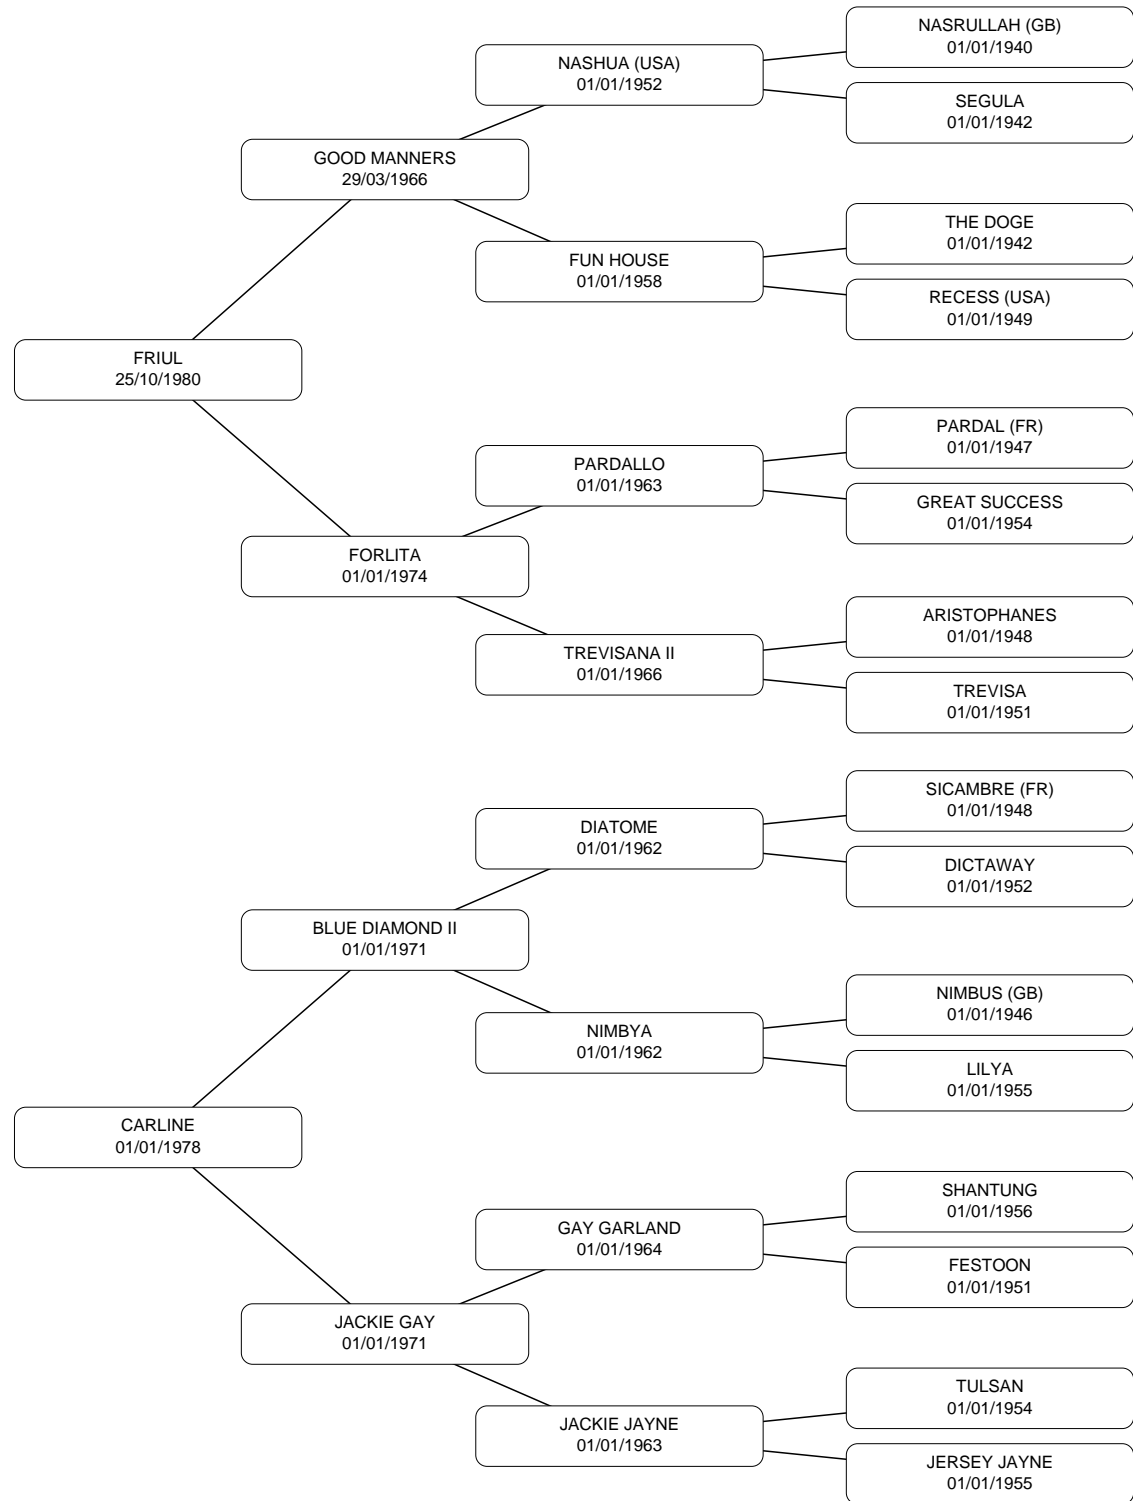 NASRULLAH (GB)
01/01/1940
NASHUA (USA)
01/01/1952
SEGULA
01/01/1942
GOOD MANNERS
29/03/1966
THE DOGE
01/01/1942
FUN HOUSE
01/01/1958
RECESS (USA)
01/01/1949
FRIUL
25/10/1980
PARDAL (FR)
01/01/1947
PARDALLO
01/01/1963
GREAT SUCCESS
01/01/1954
FORLITA
01/01/1974
ARISTOPHANES
01/01/1948
TREVISANA II
01/01/1966
TREVISA
01/01/1951
SICAMBRE (FR)
01/01/1948
DIATOME
01/01/1962
DICTAWAY
01/01/1952
BLUE DIAMOND II
01/01/1971
NIMBUS (GB)
01/01/1946
NIMBYA
01/01/1962
LILYA
01/01/1955
CARLINE
01/01/1978
SHANTUNG
01/01/1956
GAY GARLAND
01/01/1964
FESTOON
01/01/1951
JACKIE GAY
01/01/1971
TULSAN
01/01/1954
JACKIE JAYNE
01/01/1963
JERSEY JAYNE
01/01/1955